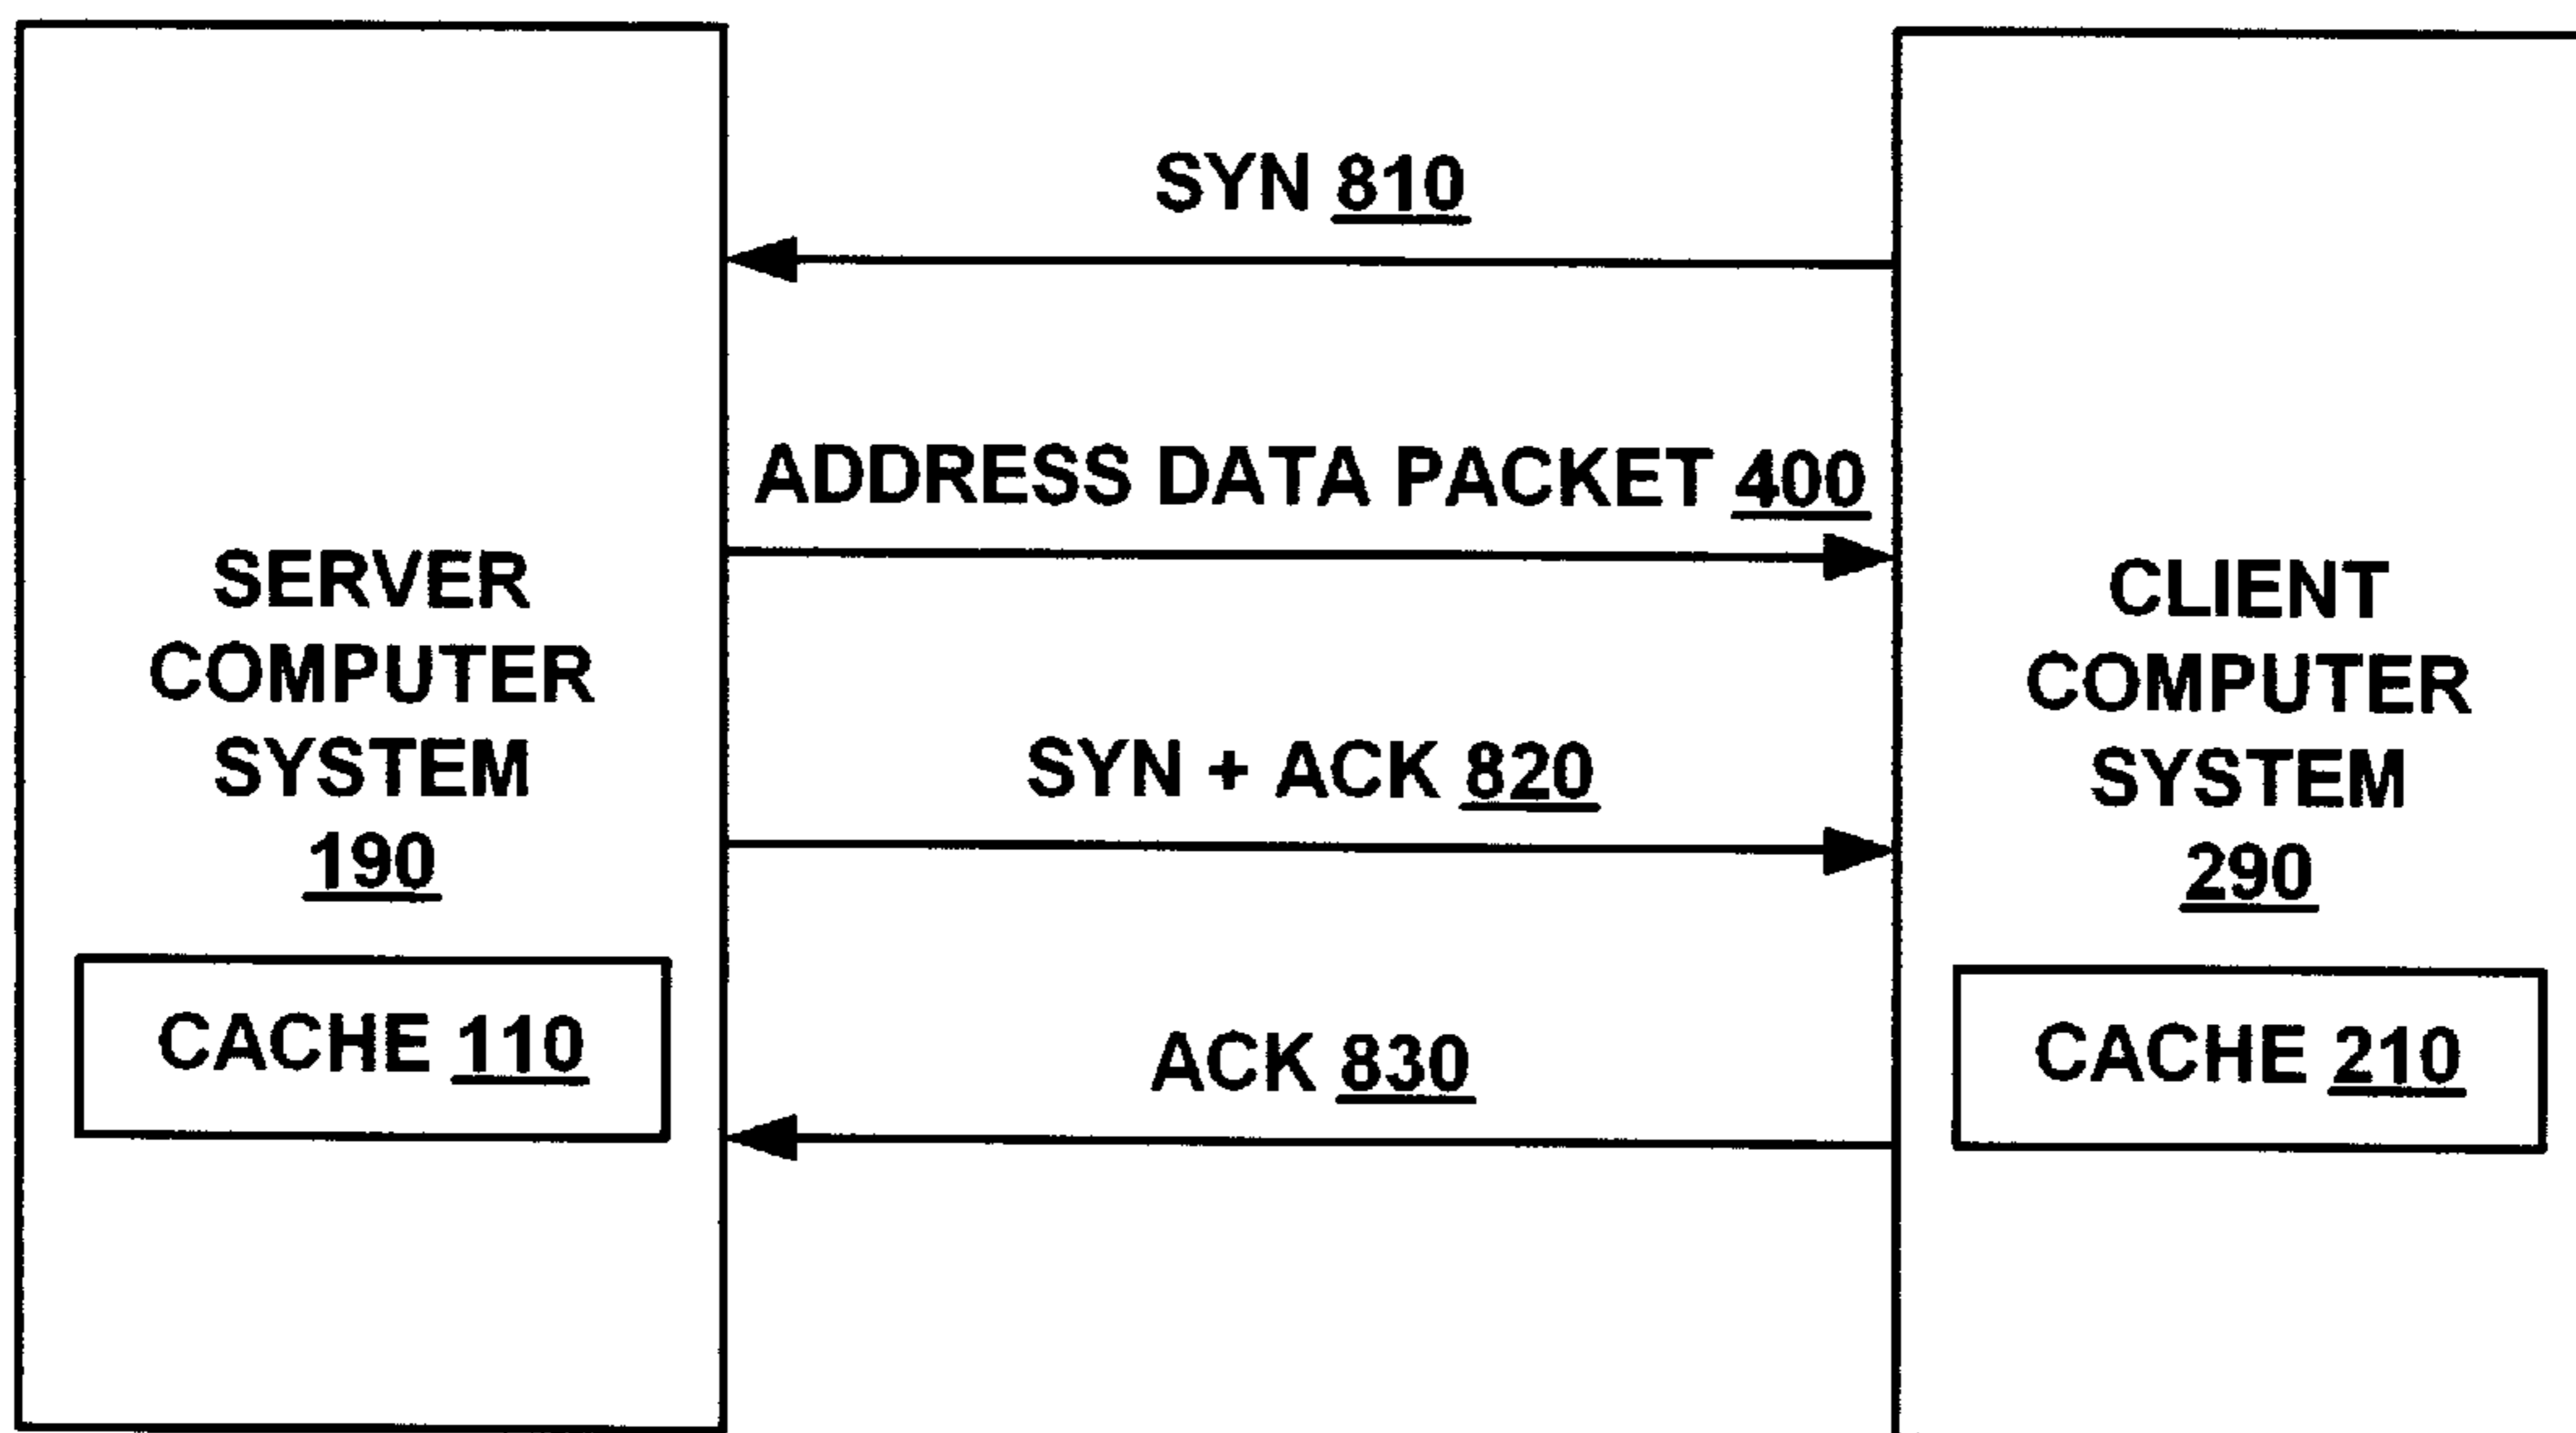 SYN 810
ADDRESS DATA PACKET 400
SERVER
COMPUTER
SYSTEM
190
CACHE 110
SYN + ACK 820
ACK 830
CLIENT
COMPUTER
SYSTEM
290
CACHE 210